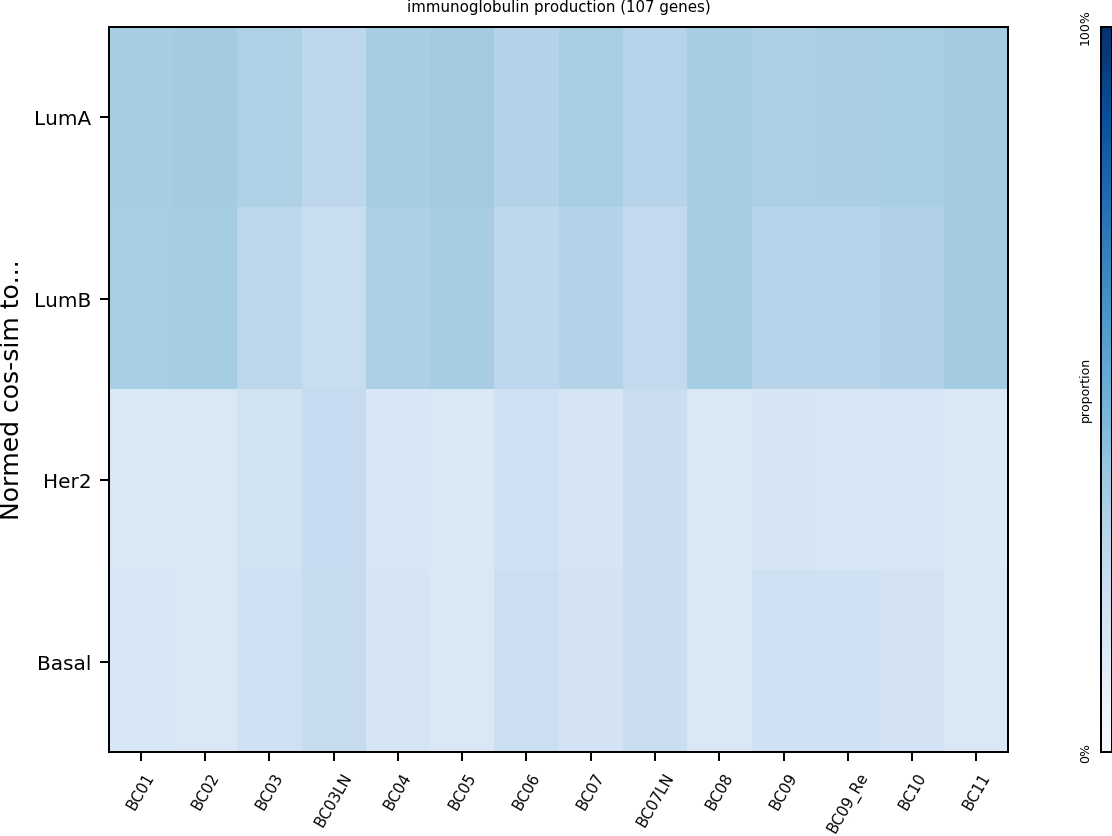 immunoglobulin production (107 genes)
100%
LumA
LumB
Normed cos-sim to...
proportion
Her2
Basal
0%
BC01
BC02
BC03
BC03LN
BC04
BC05
BC06
BC07
BC07LN
BC08
BC09
BC09_Re
BC10
BC11